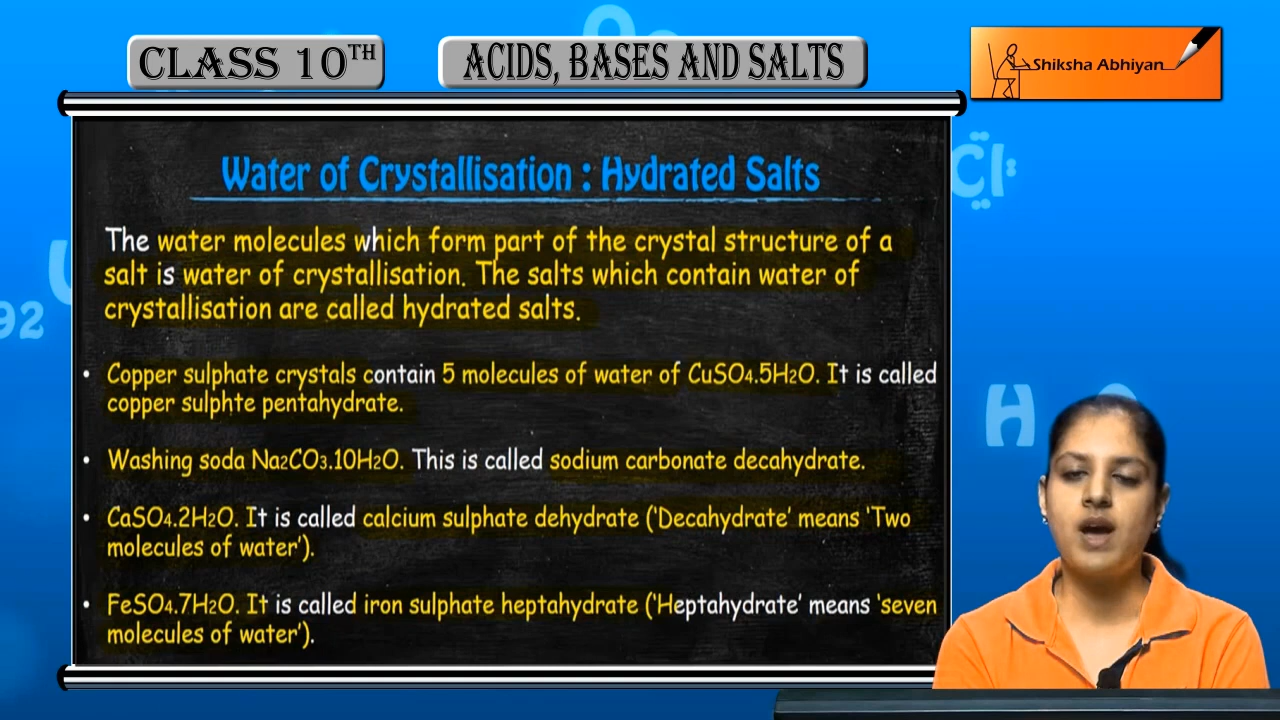 CLASS 10TH
ACIDS, BASES AND SALTS
Shiksha Abhiyan
Water of Crystallisation : Hydrated Salts
The water molecules which form part of the crystal structure of a
salt is water of crystallisation. The salts which contain water of
crystallisation are called hydrated salts.
• Copper sulphate crystals contain 5 molecules of water of CuSO4.5H2O. It is called
copper sulphte pentahydrate.
• Washing soda Na2CO3.10H2O. This is called sodium carbonate decahydrate.
• CaSO4.2H2O. It is called calcium sulphate dehydrate (‘Decahydrate’ means ‘Two
molecules of water’).
• FeSO4.7H2O. It is called iron sulphate heptahydrate (‘Heptahydrate’ means ‘seven
molecules of water’).
92
Cl
H